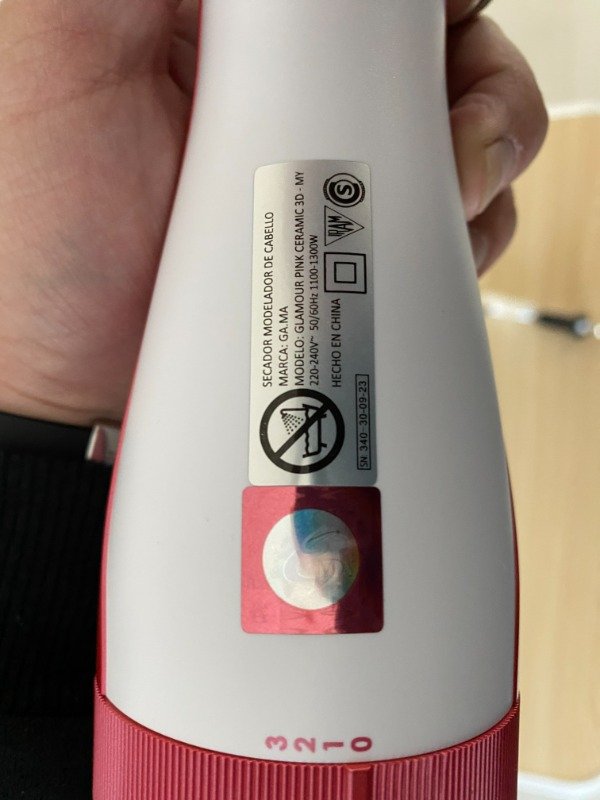 SECADOR MODELADOR DE CABELLO
MARCA: GA.MA
MODELO: GLAMOUR PINK CERAMIC 3D - MY
220-240V~ 50/60Hz 1100-1300W
HECHO EN CHINA
IRAM
S
SN. 340 - 30-09-23
3 2 1 0